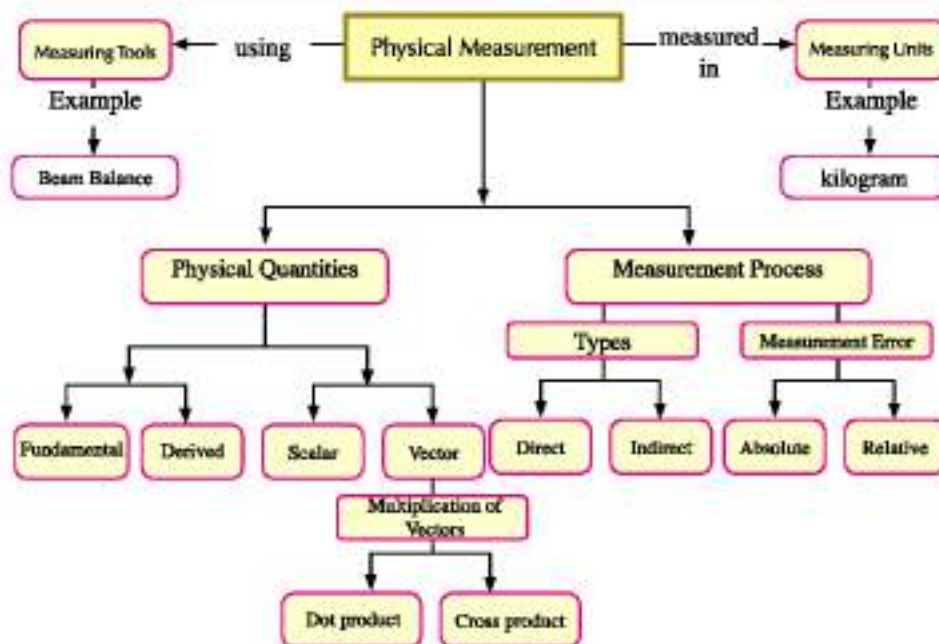 Measuring Tools
using
Physical Measurement
measured
in
Measuring Units
Example
Example
Beam Balance
kilogram
Physical Quantities
Measurement Process
Types
Measurement Error
Fundamental
Derived
Scalar
Vector
Direct
Indirect
Absolute
Relative
Multiplication of
Vectors
Dot product
Cross product